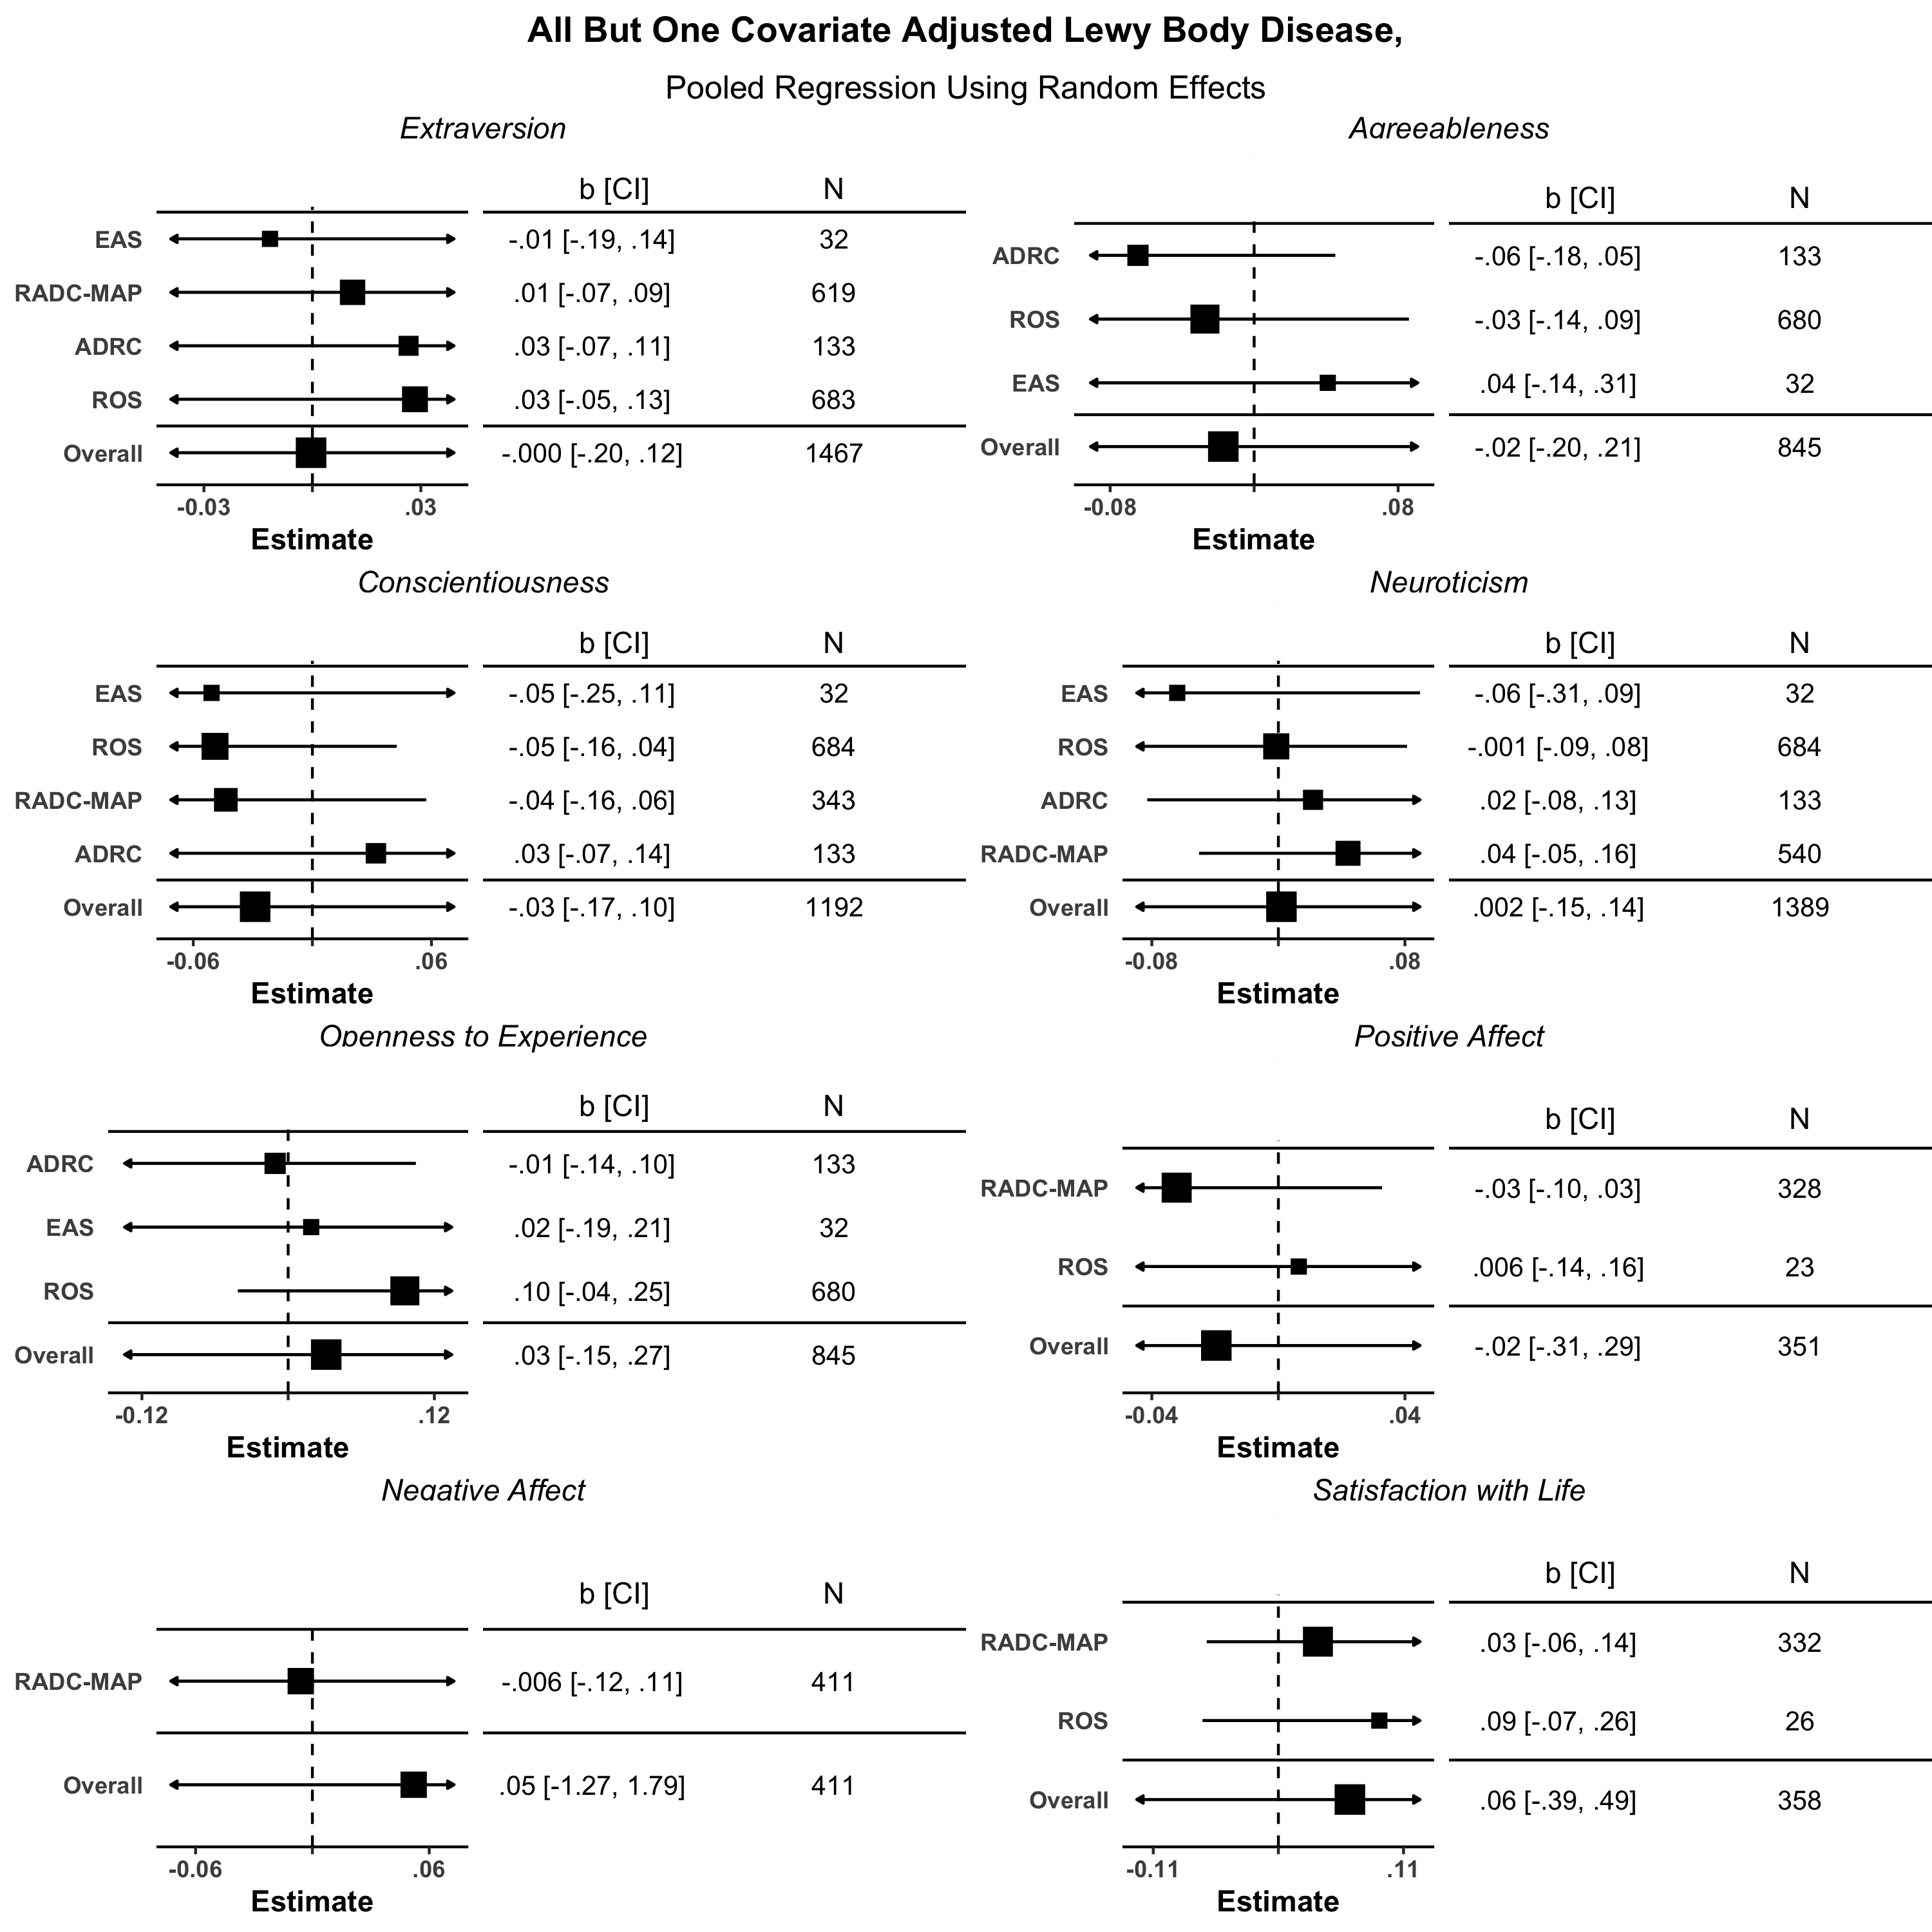 All But One Covariate Adjusted Lewy Body Disease,
Pooled Regression Using Random Effects
Extraversion
b [CI] N
EAS -.01 [-.19, .14] 32
RADC-MAP .01 [-.07, .09] 619
ADRC .03 [-.07, .11] 133
ROS .03 [-.05, .13] 683
Overall -.000 [-.20, .12] 1467
-0.03 .03
Estimate
Agreeableness
b [CI] N
ADRC -.06 [-.18, .05] 133
ROS -.03 [-.14, .09] 680
EAS .04 [-.14, .31] 32
Overall -.02 [-.20, .21] 845
-0.08 .08
Estimate
Conscientiousness
b [CI] N
EAS -.05 [-.25, .11] 32
ROS -.05 [-.16, .04] 684
RADC-MAP -.04 [-.16, .06] 343
ADRC .03 [-.07, .14] 133
Overall -.03 [-.17, .10] 1192
-0.06 .06
Estimate
Neuroticism
b [CI] N
EAS -.06 [-.31, .09] 32
ROS -.001 [-.09, .08] 684
ADRC .02 [-.08, .13] 133
RADC-MAP .04 [-.05, .16] 540
Overall .002 [-.15, .14] 1389
-0.08 .08
Estimate
Openness to Experience
b [CI] N
ADRC -.01 [-.14, .10] 133
EAS .02 [-.19, .21] 32
ROS .10 [-.04, .25] 680
Overall .03 [-.15, .27] 845
-0.12 .12
Estimate
Positive Affect
b [CI] N
RADC-MAP -.03 [-.10, .03] 328
ROS .006 [-.14, .16] 23
Overall -.02 [-.31, .29] 351
-0.04 .04
Estimate
Negative Affect
b [CI] N
RADC-MAP -.006 [-.12, .11] 411
Overall .05 [-1.27, 1.79] 411
-0.06 .06
Estimate
Satisfaction with Life
b [CI] N
RADC-MAP .03 [-.06, .14] 332
ROS .09 [-.07, .26] 26
Overall .06 [-.39, .49] 358
-0.11 .11
Estimate